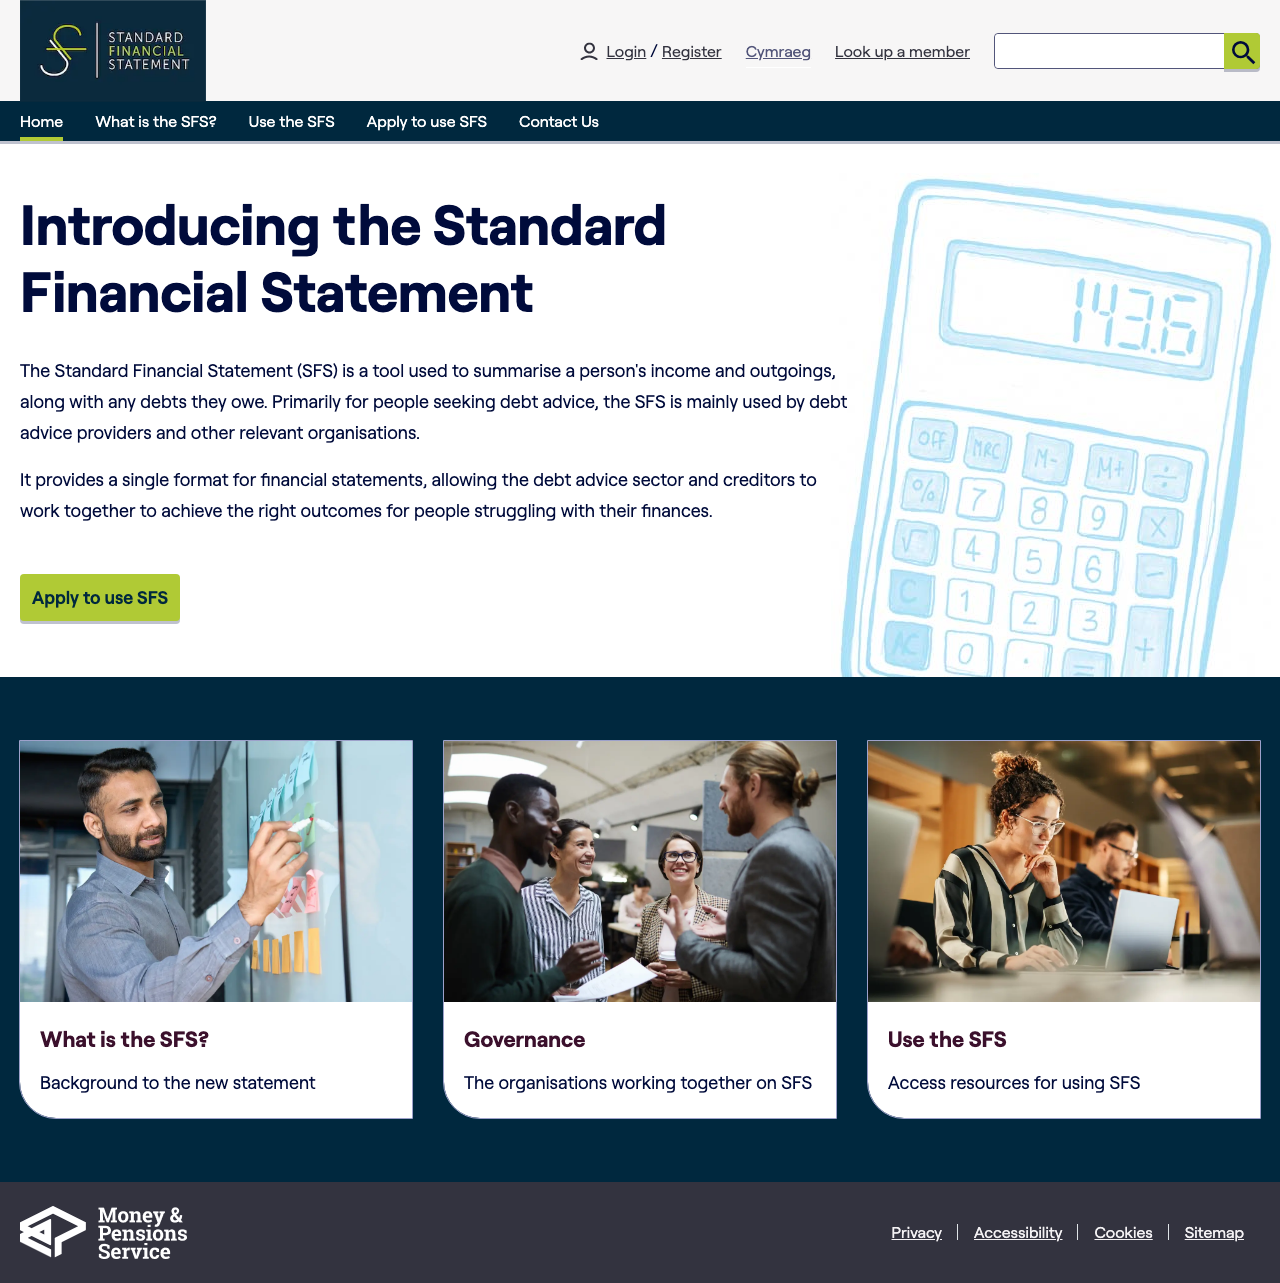 STANDARD
FINANCIAL
STATEMENT
Login / Register
Cymraeg
Look up a member
Home
What is the SFS?
Use the SFS
Apply to use SFS
Contact Us
Introducing the Standard
Financial Statement
The Standard Financial Statement (SFS) is a tool used to summarise a person's income and outgoings,
along with any debts they owe. Primarily for people seeking debt advice, the SFS is mainly used by debt
advice providers and other relevant organisations.
It provides a single format for financial statements, allowing the debt advice sector and creditors to
work together to achieve the right outcomes for people struggling with their finances.
Apply to use SFS
143.6
OFF MRC M- M+ ÷
% 7 8 9 X
√ 4 5 6 −
C 1 2 3 +
AC 0 . =
What is the SFS?
Background to the new statement
Governance
The organisations working together on SFS
Use the SFS
Access resources for using SFS
Money &
Pensions
Service
Privacy
Accessibility
Cookies
Sitemap